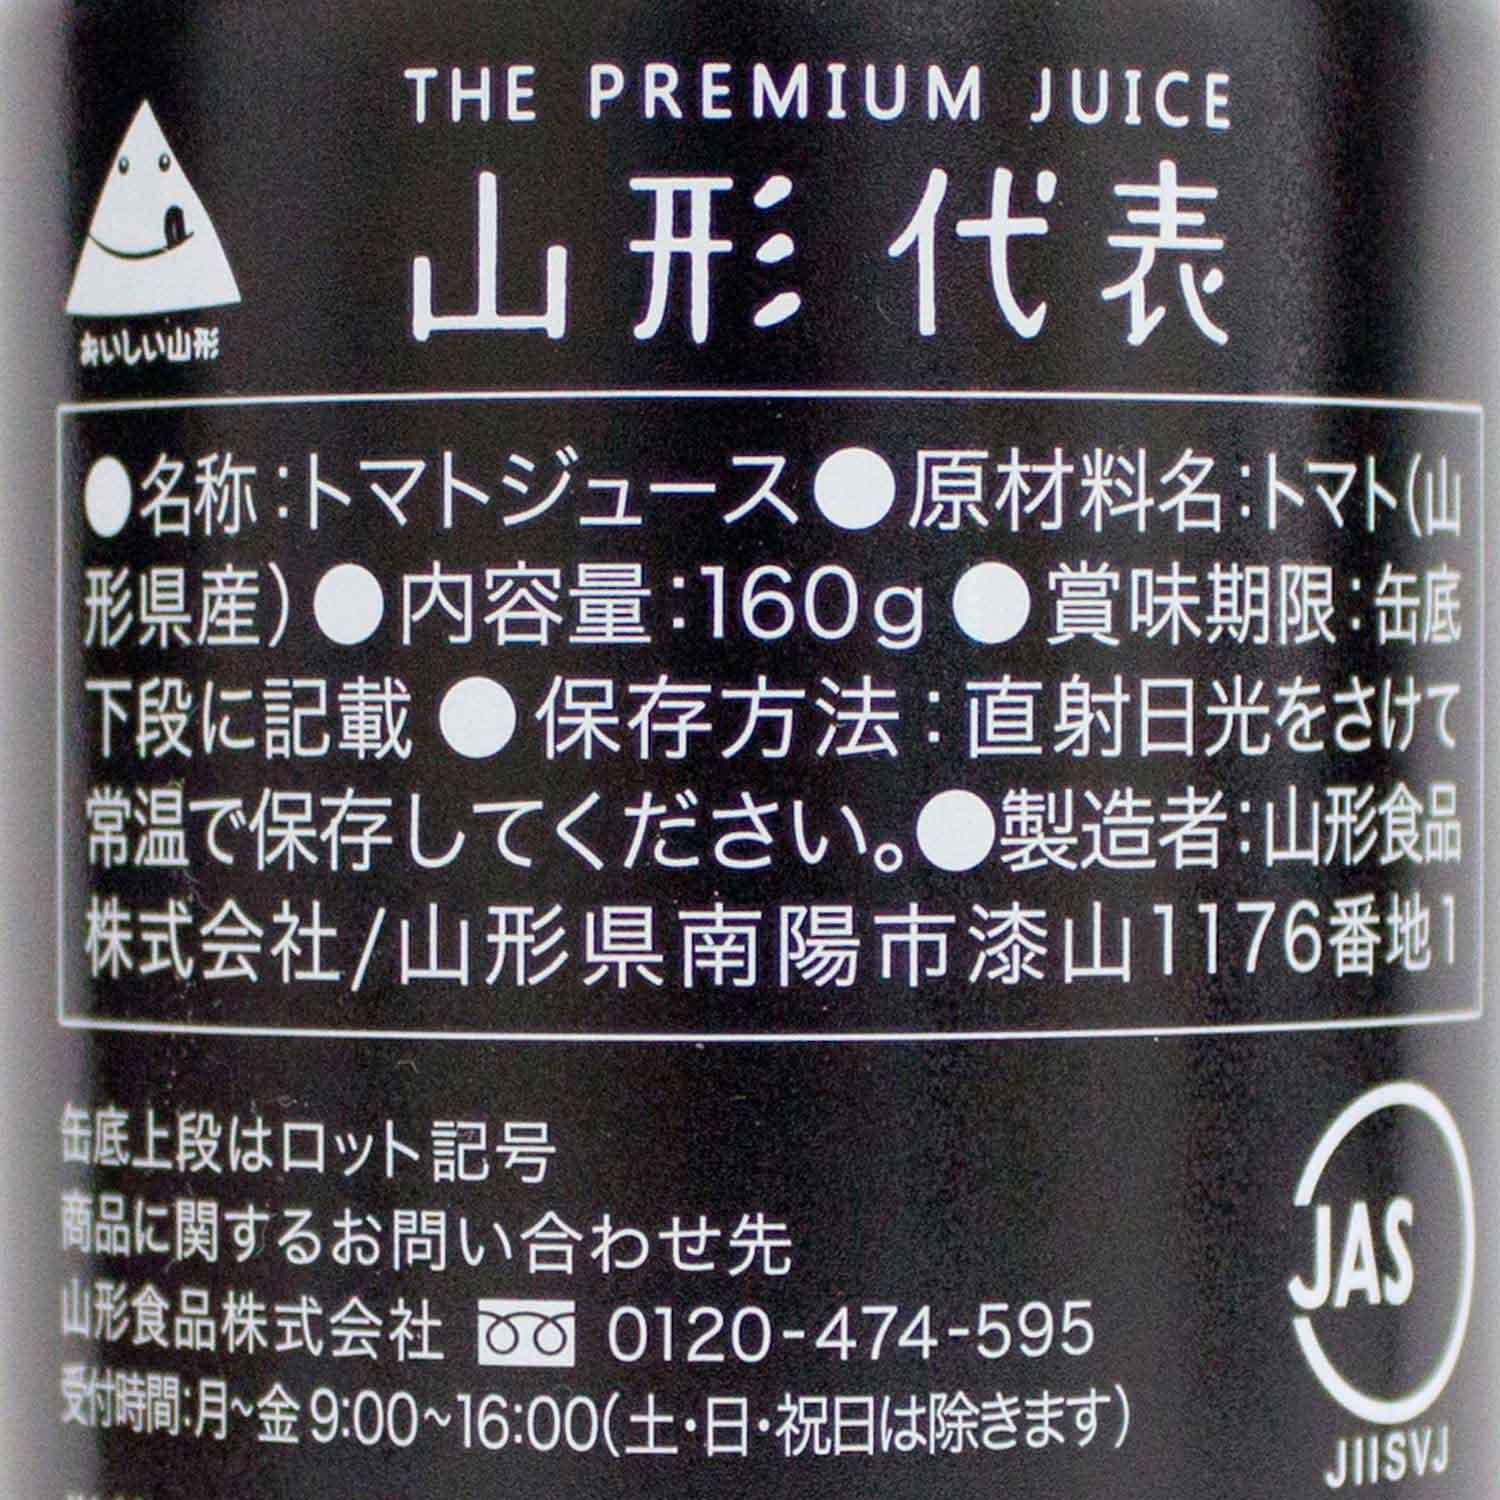 THE PREMIUM JUICE
山形代表
おいしい山形
●名称:トマトジュース●原材料名:トマト(山
形県産)●内容量:160g●賞味期限:缶底
下段に記載●保存方法:直射日光をさけて
常温で保存してください。●製造者:山形食品
株式会社/山形県南陽市漆山1176番地1
缶底上段はロット記号
商品に関するお問い合わせ先
山形食品株式会社 0120-474-595
受付時間:月~金9:00~16:00(土・日・祝日は除きます)
JAS
JIISVJ